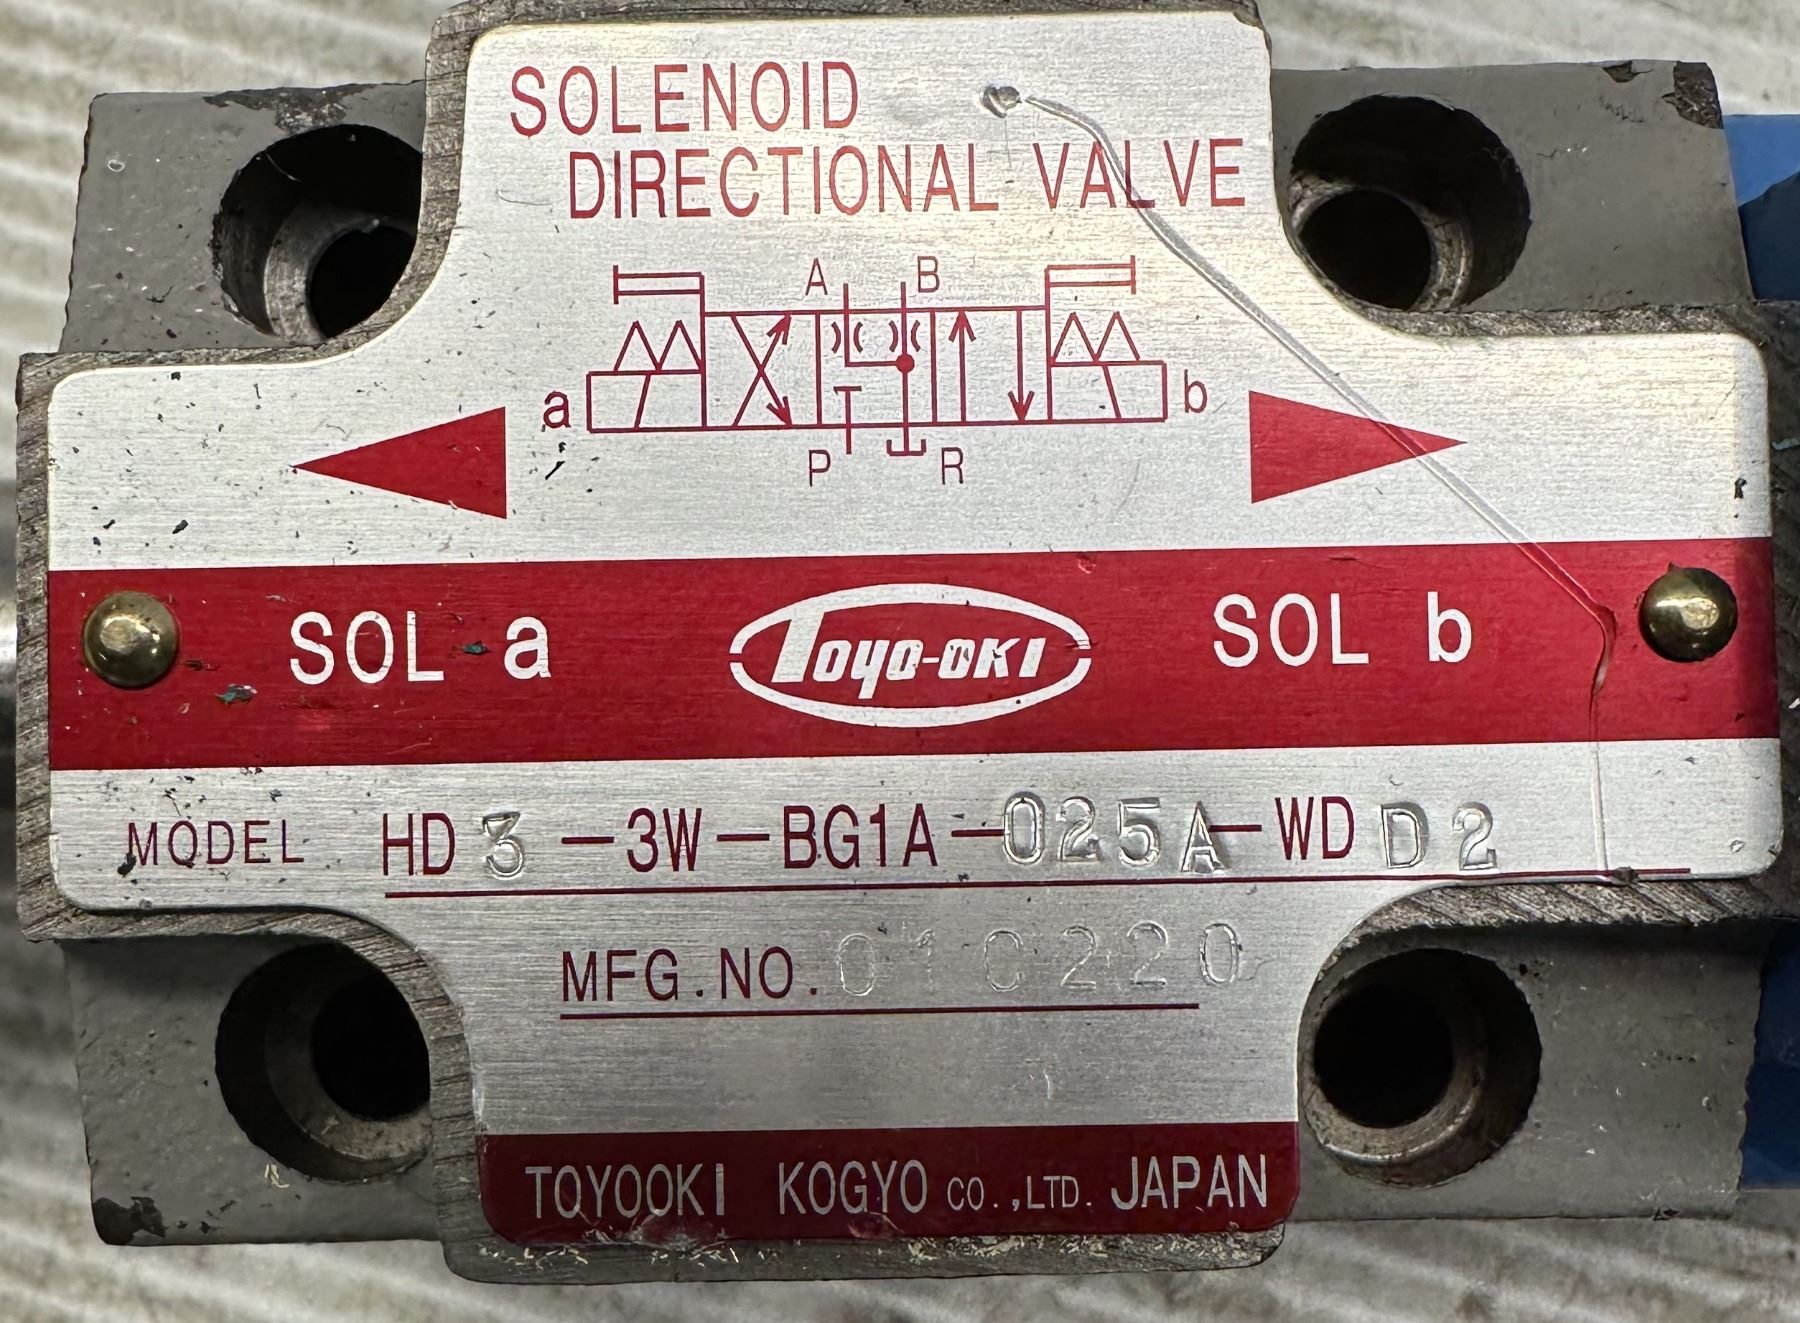 SOLENOID
DIRECTIONAL VALVE
A B
a b
T
P R
SOL a TOYO-OKI SOL b
MODEL HD3-3W-BG1A-025A-WDD2
MFG.NO. 01C220
TOYOOKI KOGYO CO.,LTD. JAPAN